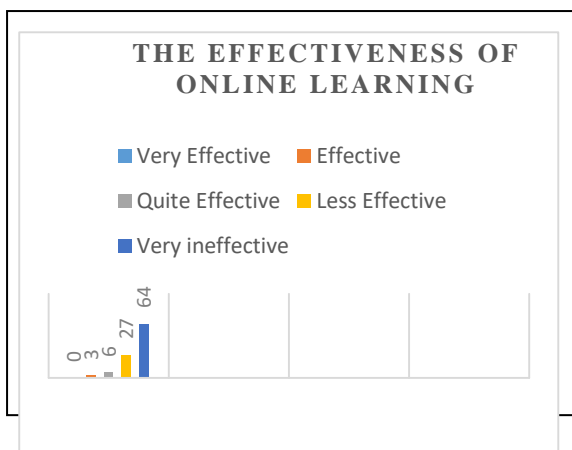 THE EFFECTIVENESS OF
ONLINE LEARNING
Very Effective Effective
Quite Effective Less Effective
Very ineffective
0
3
6
27
64